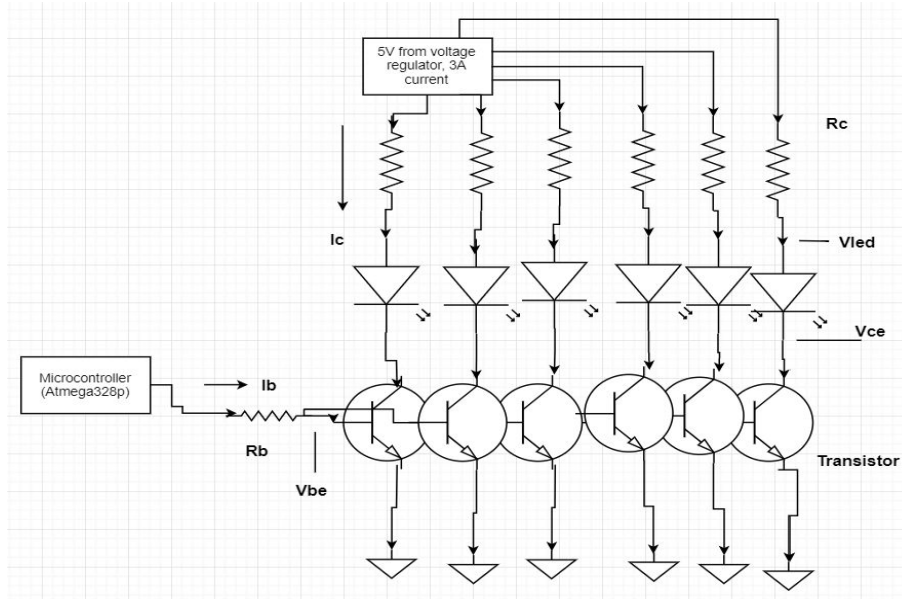 5V from voltage
regulator, 3A
current
Rc
Ic
Vled
Vce
Microcontroller
(Atmega328p)
Ib
Rb
Vbe
Transistor